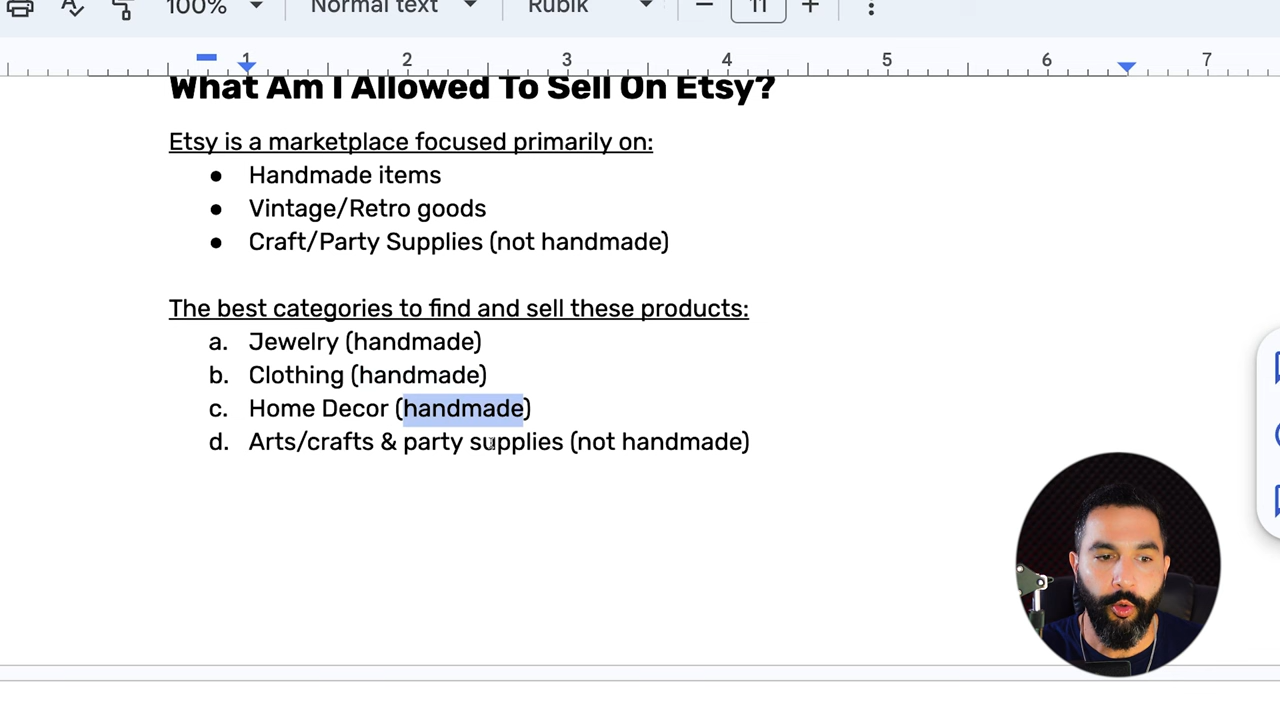 100% Normal text Rubik 11
1 2 3 4 5 6 7
What Am I Allowed To Sell On Etsy?
Etsy is a marketplace focused primarily on:
● Handmade items
● Vintage/Retro goods
● Craft/Party Supplies (not handmade)
The best categories to find and sell these products:
a. Jewelry (handmade)
b. Clothing (handmade)
c. Home Decor (handmade)
d. Arts/crafts & party supplies (not handmade)